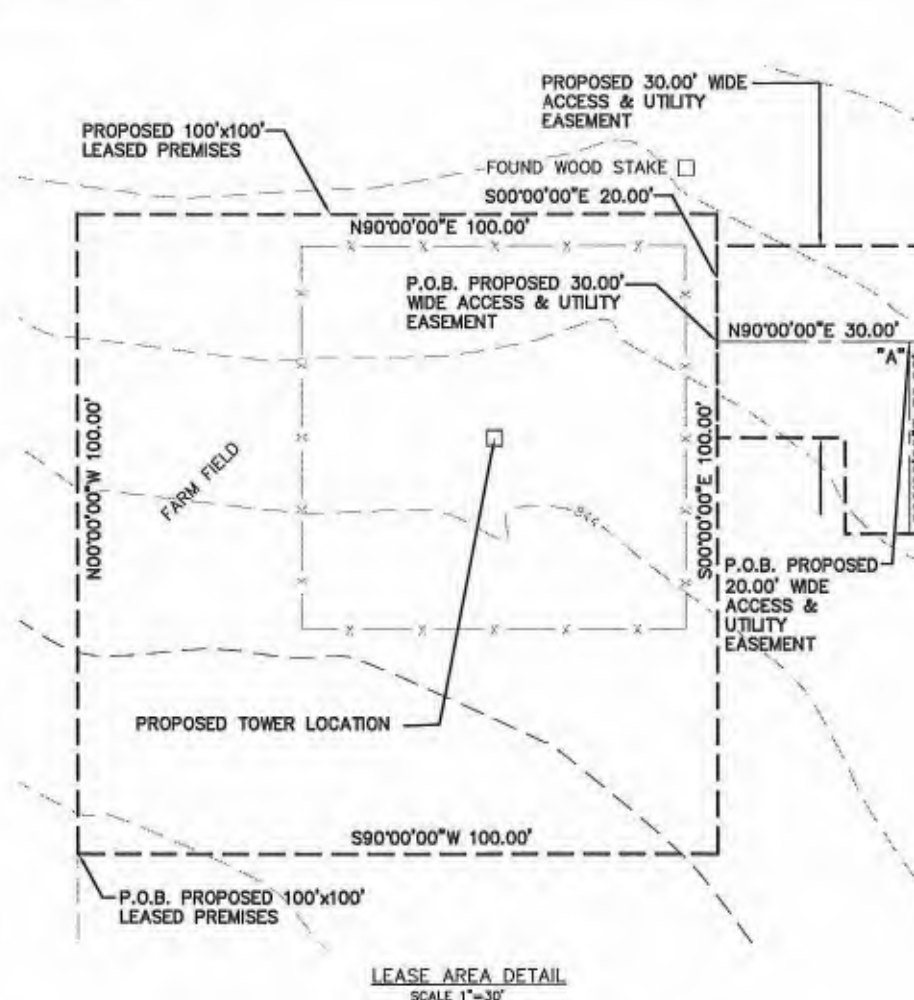 PROPOSED 30.00' WIDE
ACCESS & UTILITY
EASEMENT
PROPOSED 100'x100'
LEASED PREMISES
FOUND WOOD STAKE
S00°00'00"E 20.00'
N90°00'00"E 100.00'
P.O.B. PROPOSED 30.00'
WIDE ACCESS & UTILITY
EASEMENT
N90°00'00"E 30.00'
"A"
N00°00'00"W 100.00'
FARM FIELD
S00°00'00"E 100.00'
P.O.B. PROPOSED
20.00' WIDE
ACCESS &
UTILITY
EASEMENT
PROPOSED TOWER LOCATION
S90°00'00"W 100.00'
P.O.B. PROPOSED 100'x100'
LEASED PREMISES
LEASE AREA DETAIL
SCALE 1"=30'